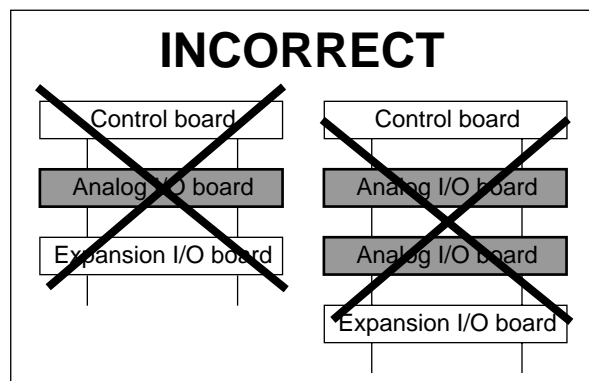 INCORRECT
Control board
Analog I/O board
Expansion I/O board
Control board
Analog I/O board
Analog I/O board
Expansion I/O board